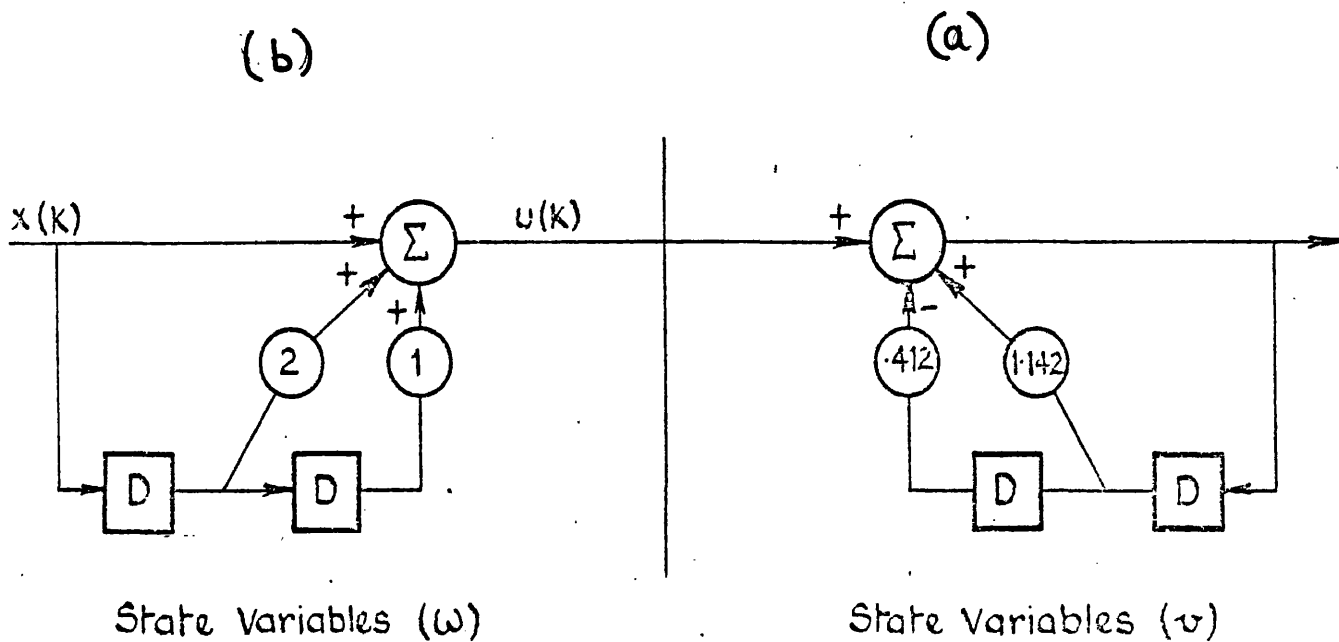 (b) (a)
x(K) + Σ u(K) + Σ
+ + - +
2 1 .412 1.142
D D D D
State Variables (ω) State Variables (v)